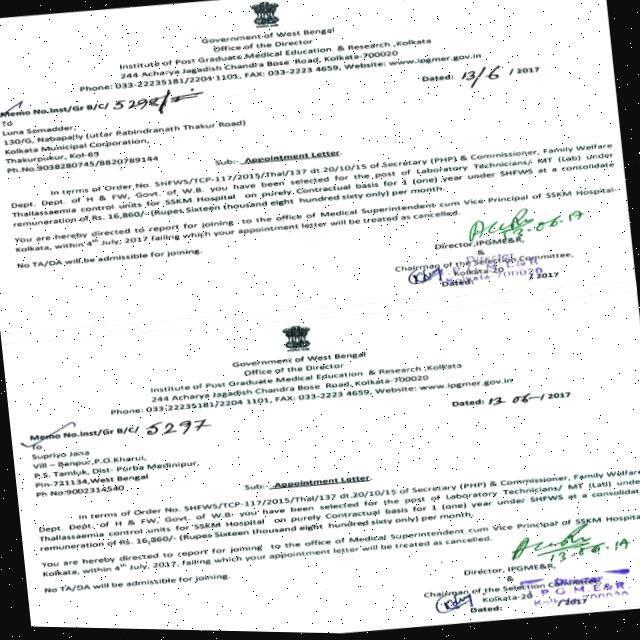 Government of West Bengal
Office of the Director
Institute of Post Graduate Medical Education & Research ,Kolkata
244 Acharya Jagadish Chandra Bose Road, Kolkata-700020
Phone: 033-22235181/2204 1101, FAX: 033-2223 4659, Website: www.ipgmer.gov.in
Dated: 13/6 / 2017
Memo No.Inst/Gr B/C/ 5298/
To
Luna Somadder,
130/G, Nabapally (uttar Rabindranath Thakur Road)
Kolkata Municipal Corporation,
Thakurpukur, Kol-63
Ph.No.9038280745/8820789144
Sub:- Appointment Letter.
In terms of Order No. SHFWS/TCP-117/2015/Thal/137 dt.20/10/15 of Secretary (PHP) & Commissioner, Family Welfare
Dept. Dept. of H & FW, Govt. of W.B. you have been selected for the post of Laboratory Technicians/ MT (Lab) under
Thallassaemia control units for SSKM Hospital on purely Contractual basis for 1 (one) year under SHFWS at a consolidate
remuneration of Rs. 16,860/-(Rupes Sixteen thousand eight hundred sixty only) per month.
You are hereby directed to report for joining to the office of Medical Superintendent cum Vice Principal of SSKM Hospital-
Kolkata, within 4th July, 2017 failing which your appointment letter will be treated as cancelled.
No TA/DA will be admissible for joining.
13.06.17
Director,IPGME&R,
&
Chairman of the Selection Committee,
Kolkata-20
Dated: / 2017
Government of West Bengal
Office of the Director
Institute of Post Graduate Medical Education & Research ;Kolkata
244 Acharya Jagadish Chandra Bose Road, Kolkata-700020
Phone: 033-22235181/2204 1101, FAX: 033-2223 4659, Website: www.ipgmer.gov.in
Dated: 13 06 / 2017
Memo No.Inst/Gr B/C/ 5297
To
Supriyo Jana
Vill – Benpur,P.O.Kharui,
P.S. Tamluk, Dist- Purba Medinipur,
Pin-721134,West Bengal
Ph No.9002314540
Sub:- Appointment Letter.
In terms of Order No. SHFWS/TCP-117/2015/Thal/137 dt.20/10/15 of Secretary (PHP) & Commissioner, Family Welfare
Dept. Dept. of H & FW, Govt. of W.B. you have been selected for the post of Laboratory Technicians/ MT (Lab) under
Thallassaemia control units for SSKM Hospital on purely Contractual basis for 1 (one) year under SHFWS at a consolidate
remuneration of Rs. 16,860/- (Rupes Sixteen thousand eight hundred sixty only) per month.
You are hereby directed to report for joining to the office of Medical Superintendent cum Vice Principal of SSKM Hospital
Kolkata, within 4th July, 2017 failing which your appointment letter will be treated as cancelled.
No TA/DA will be admissible for joining.
13.06.17
Director, IPGME&R,
&
Chairman of the Selection Committee
I.P G M.E&R
Kolkata-20
Dated: / 2017